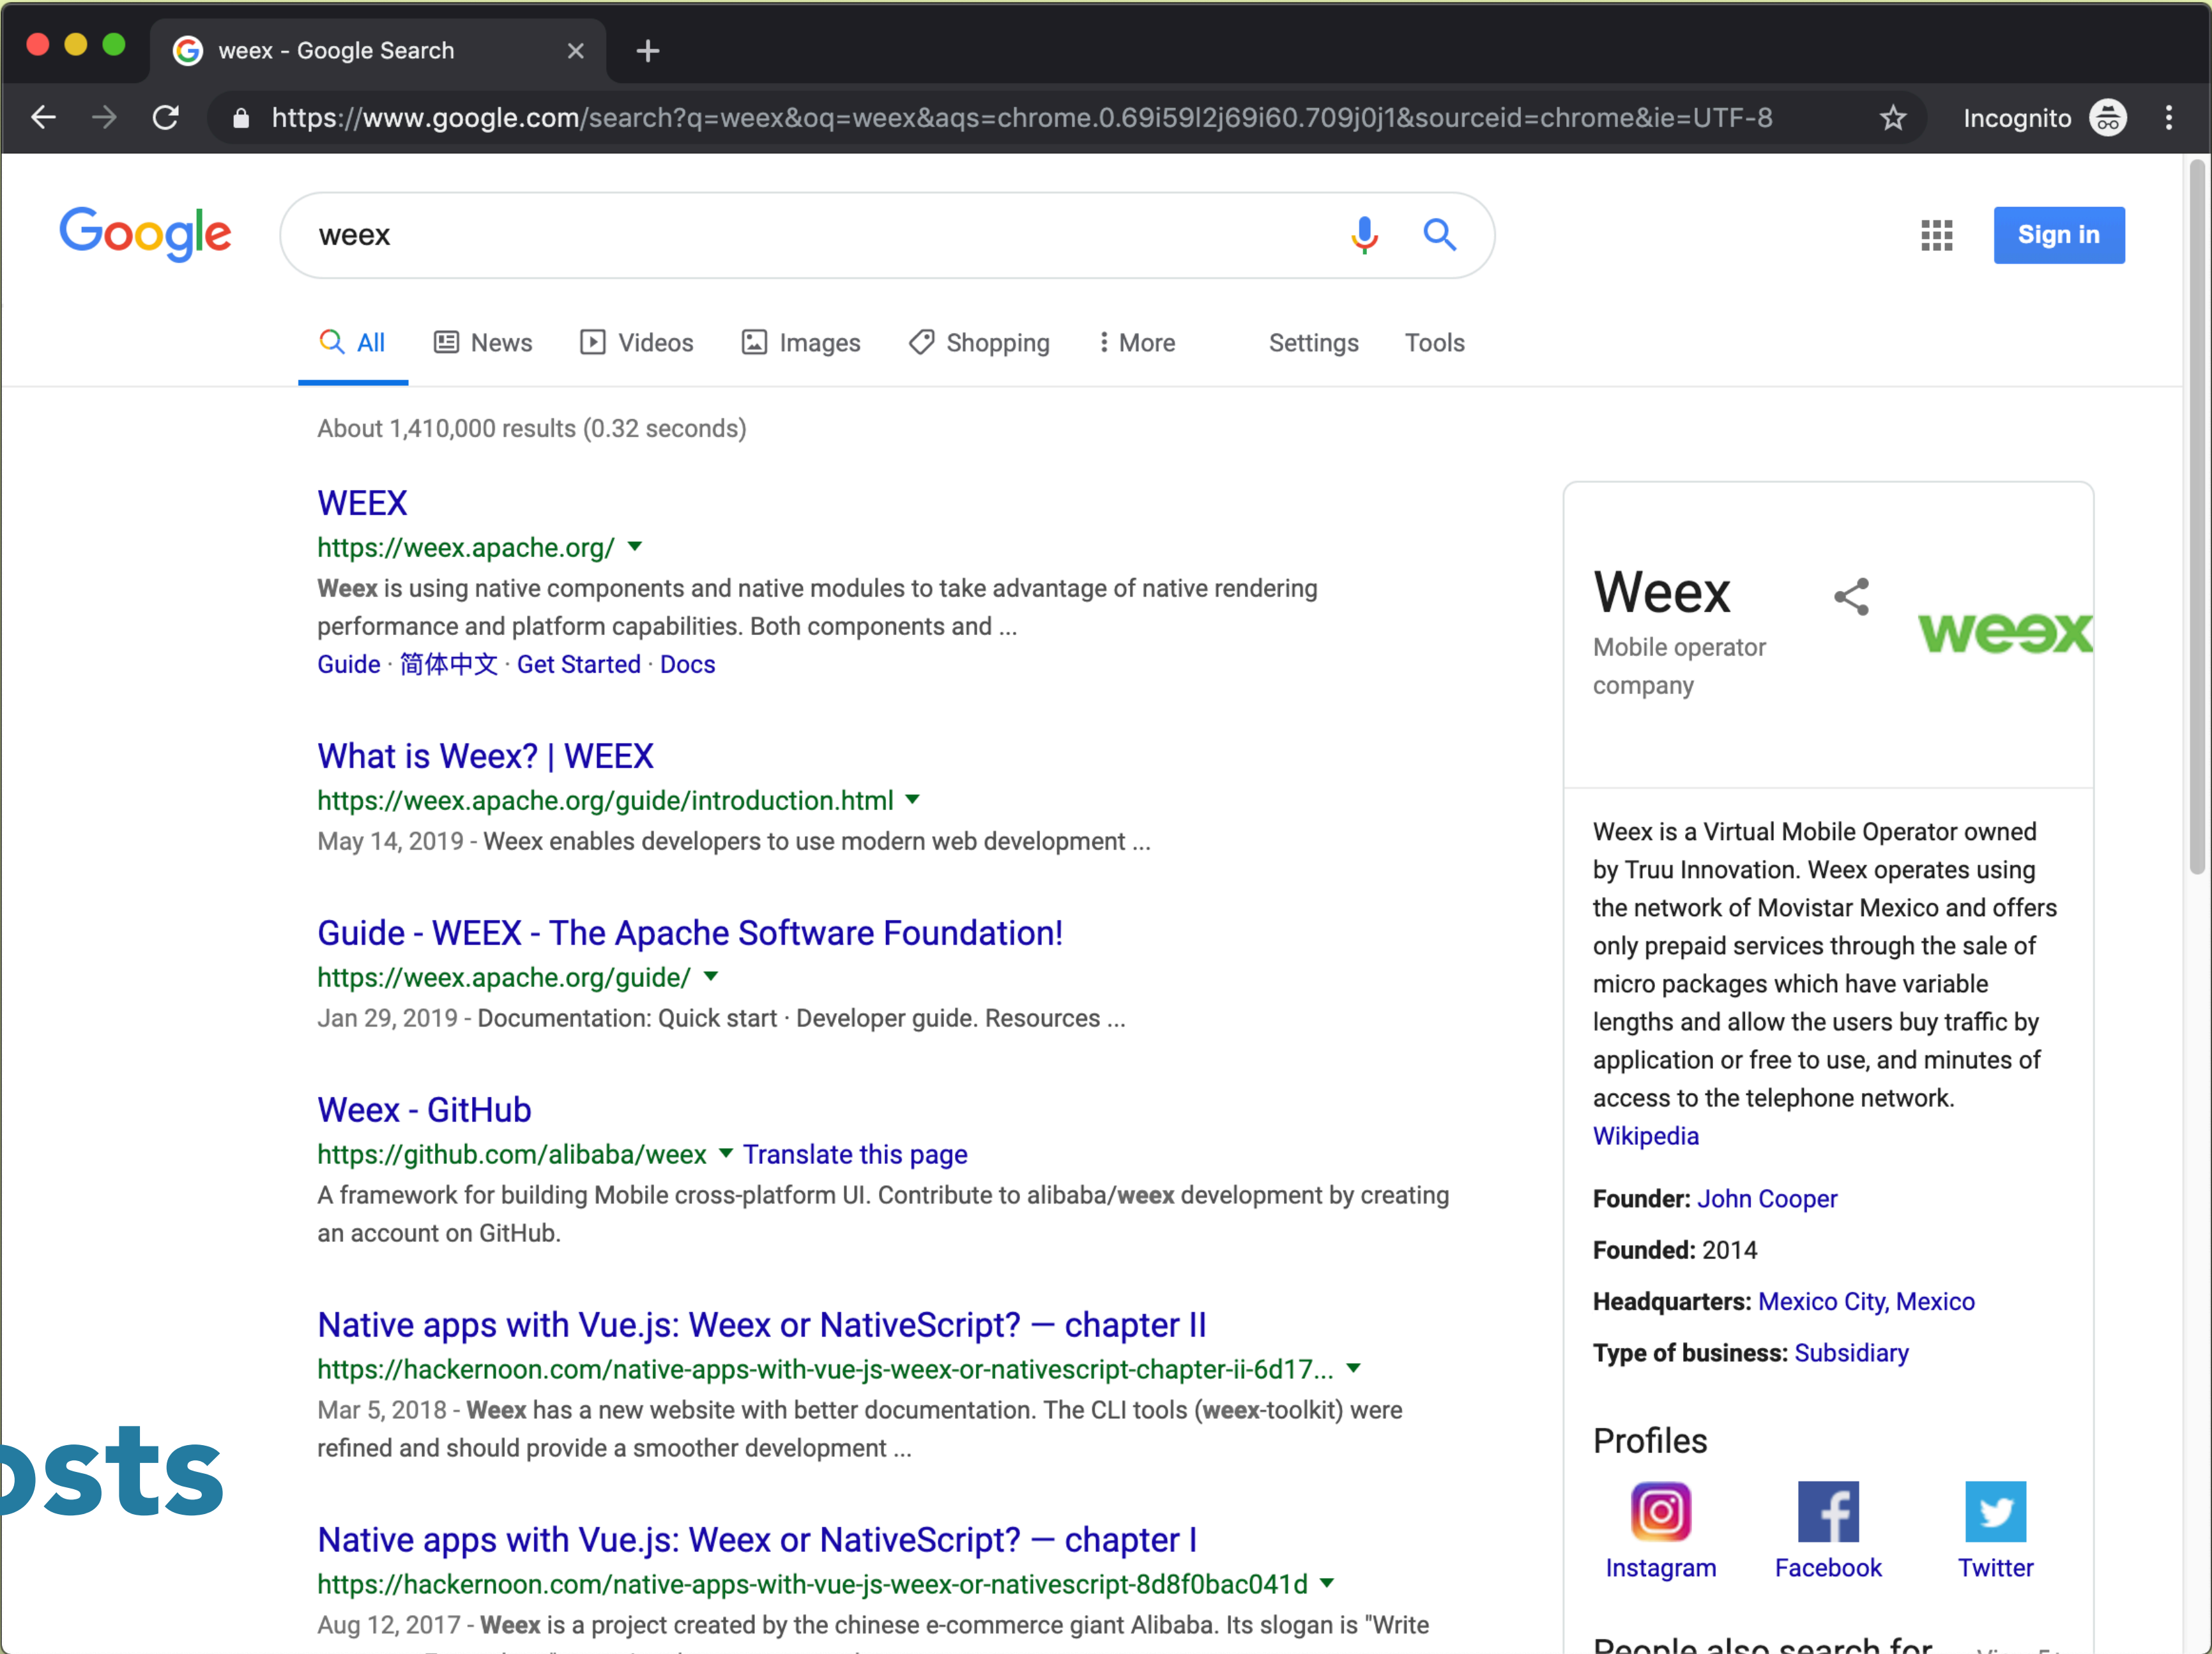 weex - Google Search
https://www.google.com/search?q=weex&oq=weex&aqs=chrome.0.69i59l2j69i60.709j0j1&sourceid=chrome&ie=UTF-8
Incognito
Google
weex
Sign in
All
News
Videos
Images
Shopping
More
Settings
Tools
About 1,410,000 results (0.32 seconds)
WEEX
https://weex.apache.org/
Weex is using native components and native modules to take advantage of native rendering
performance and platform capabilities. Both components and ...
Guide · 简体中文 · Get Started · Docs
What is Weex? | WEEX
https://weex.apache.org/guide/introduction.html
May 14, 2019 - Weex enables developers to use modern web development ...
Guide - WEEX - The Apache Software Foundation!
https://weex.apache.org/guide/
Jan 29, 2019 - Documentation: Quick start · Developer guide. Resources ...
Weex - GitHub
https://github.com/alibaba/weex Translate this page
A framework for building Mobile cross-platform UI. Contribute to alibaba/weex development by creating
an account on GitHub.
Native apps with Vue.js: Weex or NativeScript? — chapter II
https://hackernoon.com/native-apps-with-vue-js-weex-or-nativescript-chapter-ii-6d17...
Mar 5, 2018 - Weex has a new website with better documentation. The CLI tools (weex-toolkit) were
refined and should provide a smoother development ...
osts
Native apps with Vue.js: Weex or NativeScript? — chapter I
https://hackernoon.com/native-apps-with-vue-js-weex-or-nativescript-8d8f0bac041d
Aug 12, 2017 - Weex is a project created by the chinese e-commerce giant Alibaba. Its slogan is "Write
Weex
weex
Mobile operator
company
Weex is a Virtual Mobile Operator owned
by Truu Innovation. Weex operates using
the network of Movistar Mexico and offers
only prepaid services through the sale of
micro packages which have variable
lengths and allow the users buy traffic by
application or free to use, and minutes of
access to the telephone network.
Wikipedia
Founder: John Cooper
Founded: 2014
Headquarters: Mexico City, Mexico
Type of business: Subsidiary
Profiles
Instagram
Facebook
Twitter
People also search for